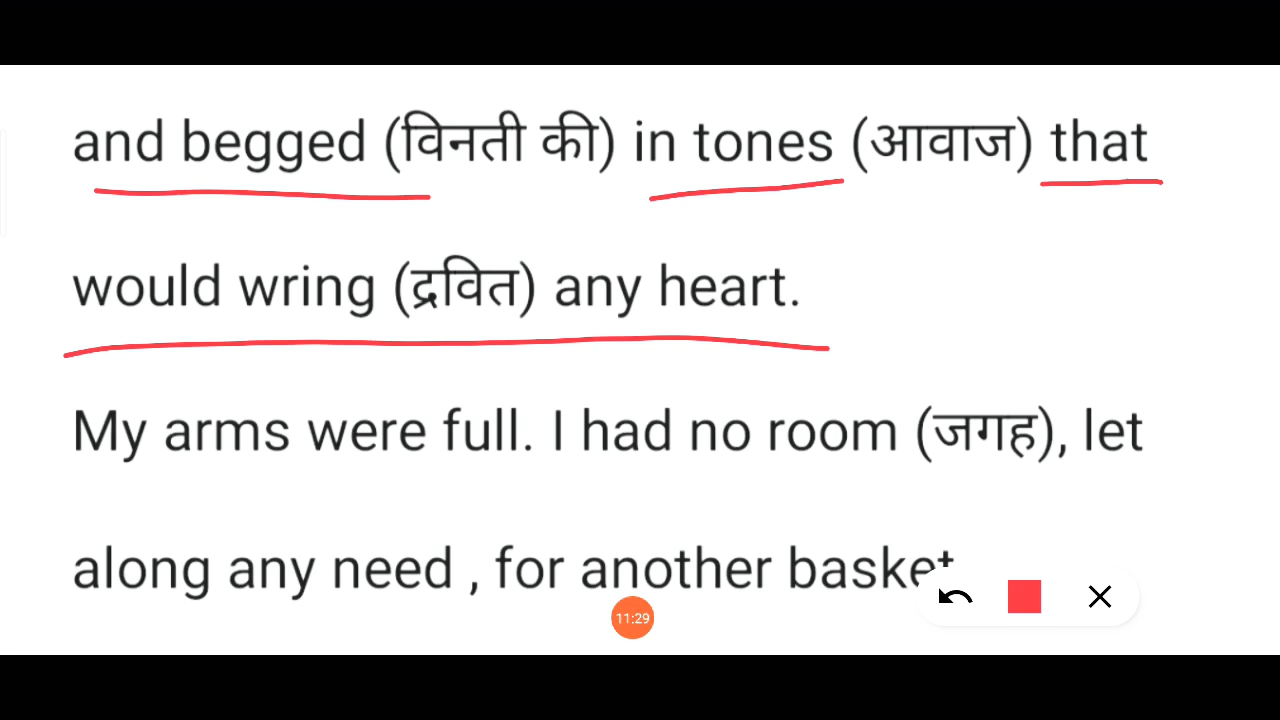 and begged (विनती की) in tones (आवाज) that
would wring (द्रवित) any heart.
My arms were full. I had no room (जगह), let
along any need , for another basket
11:29